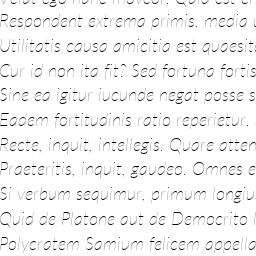 Respondent extrema primis, media
Utilitatis causa amicitia est quaesita
Cur id non ita fit? Sed fortuna fortis
Sine ea igitur iucunde negat posse s
Eadem fortitudinis ratio reperietur.
Recte, inquit, intellegis. Quare atten
Praeteritis, inquit, gaudeo. Omnes e
Si verbum sequimur, primum longiu
Quid de Platone aut de Democrito l
Polycratem Samium felicem appella